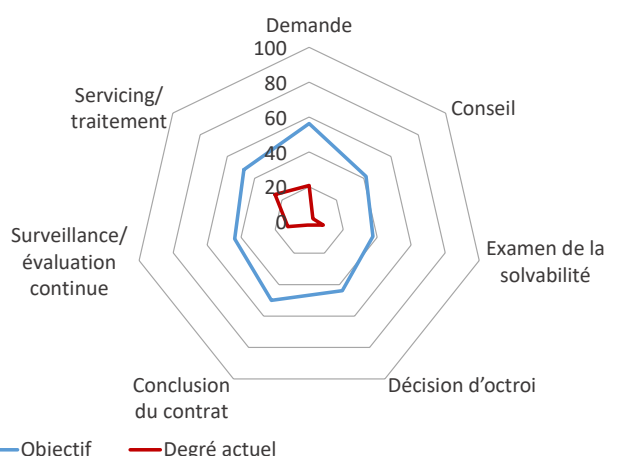 Demande
100
80
60
40
20
0
Conseil
Examen de la
solvabilité
Décision d’octroi
Conclusion
du contrat
Surveillance/
évaluation
continue
Servicing/
traitement
Objectif
Degré actuel